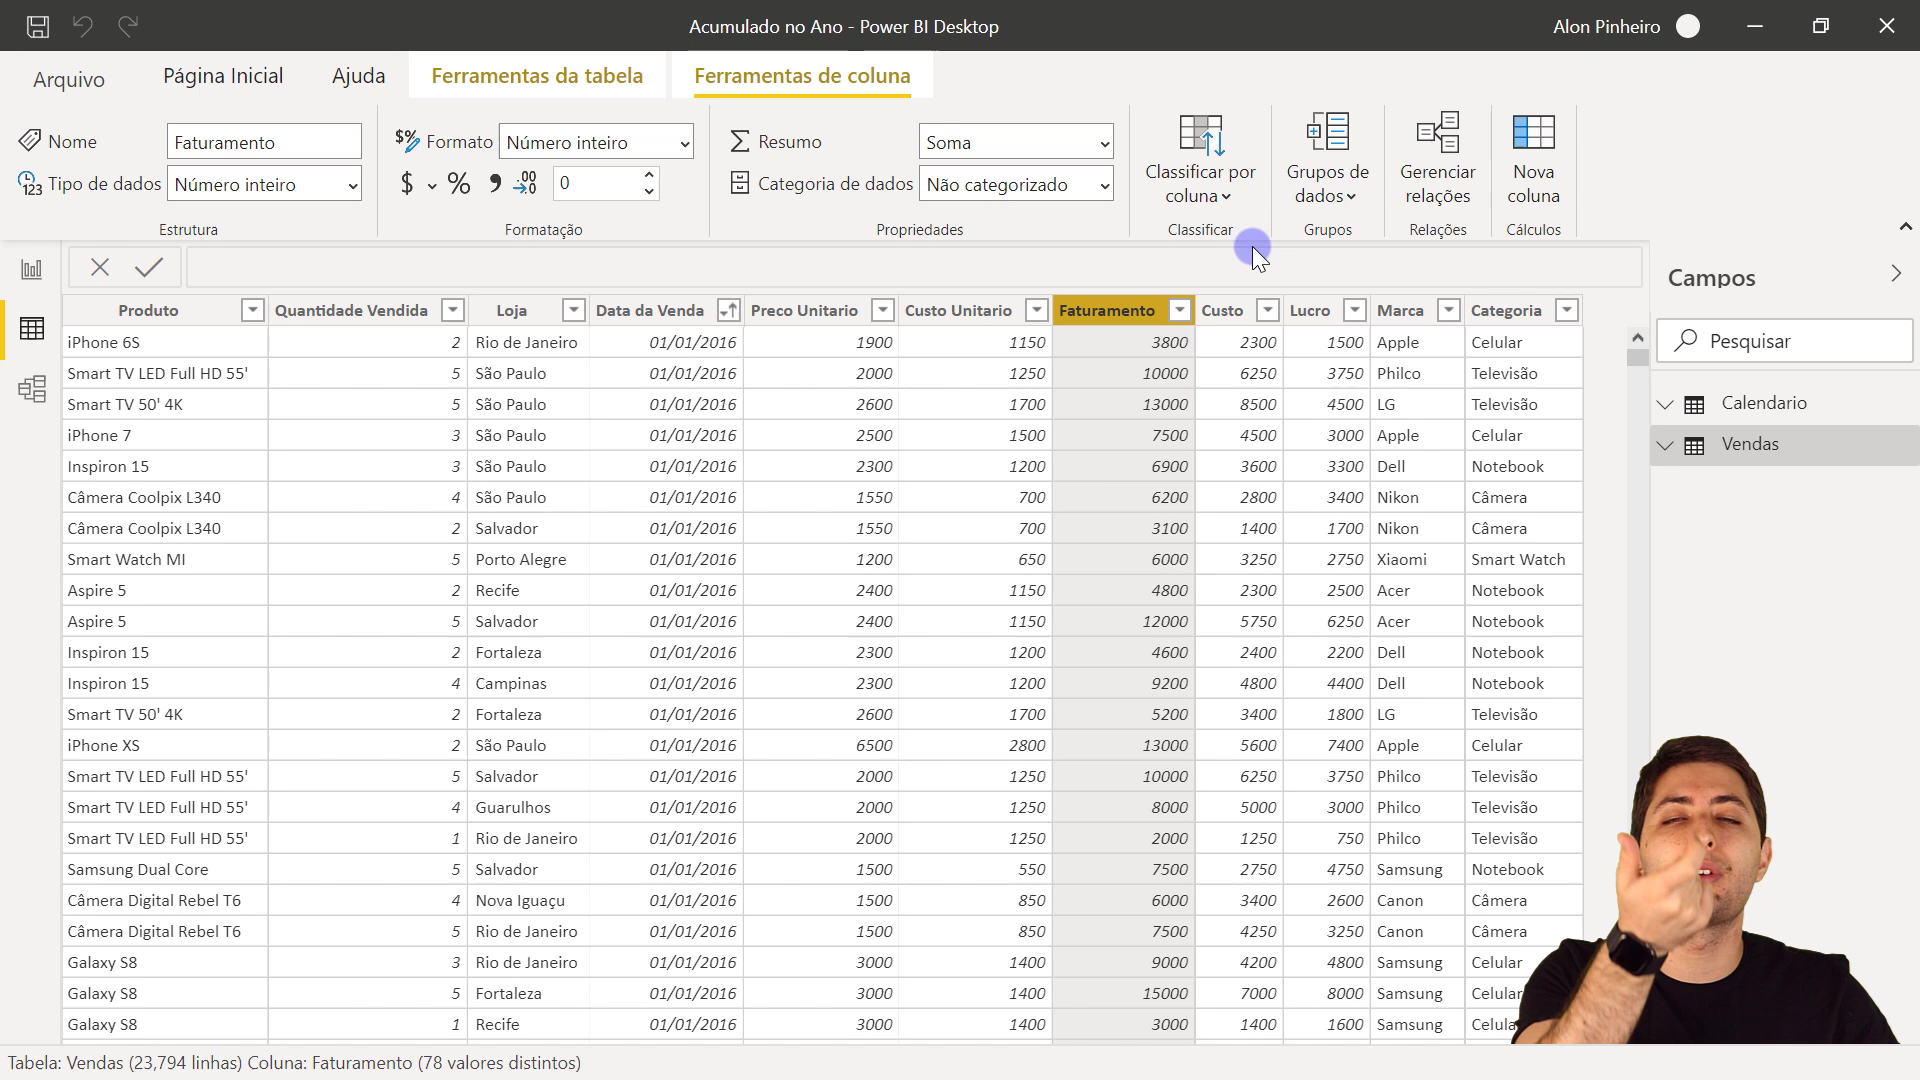 Acumulado no Ano - Power BI Desktop
Alon Pinheiro
Arquivo Página Inicial Ajuda Ferramentas da tabela Ferramentas de coluna
Nome Faturamento
Tipo de dados Número inteiro
Estrutura
Formato Número inteiro
$ % 0
Formatação
Resumo Soma
Categoria de dados Não categorizado
Propriedades
Classificar por
coluna
Classificar
Grupos de
dados
Grupos
Gerenciar
relações
Relações
Nova
coluna
Cálculos
Produto Quantidade Vendida Loja Data da Venda Preco Unitario Custo Unitario Faturamento Custo Lucro Marca Categoria
iPhone 6S 2 Rio de Janeiro 01/01/2016 1900 1150 3800 2300 1500 Apple Celular
Smart TV LED Full HD 55' 5 São Paulo 01/01/2016 2000 1250 10000 6250 3750 Philco Televisão
Smart TV 50' 4K 5 São Paulo 01/01/2016 2600 1700 13000 8500 4500 LG Televisão
iPhone 7 3 São Paulo 01/01/2016 2500 1500 7500 4500 3000 Apple Celular
Inspiron 15 3 São Paulo 01/01/2016 2300 1200 6900 3600 3300 Dell Notebook
Câmera Coolpix L340 4 São Paulo 01/01/2016 1550 700 6200 2800 3400 Nikon Câmera
Câmera Coolpix L340 2 Salvador 01/01/2016 1550 700 3100 1400 1700 Nikon Câmera
Smart Watch MI 5 Porto Alegre 01/01/2016 1200 650 6000 3250 2750 Xiaomi Smart Watch
Aspire 5 2 Recife 01/01/2016 2400 1150 4800 2300 2500 Acer Notebook
Aspire 5 5 Salvador 01/01/2016 2400 1150 12000 5750 6250 Acer Notebook
Inspiron 15 2 Fortaleza 01/01/2016 2300 1200 4600 2400 2200 Dell Notebook
Inspiron 15 4 Campinas 01/01/2016 2300 1200 9200 4800 4400 Dell Notebook
Smart TV 50' 4K 2 Fortaleza 01/01/2016 2600 1700 5200 3400 1800 LG Televisão
iPhone XS 2 São Paulo 01/01/2016 6500 2800 13000 5600 7400 Apple Celular
Smart TV LED Full HD 55' 5 Salvador 01/01/2016 2000 1250 10000 6250 3750 Philco Televisão
Smart TV LED Full HD 55' 4 Guarulhos 01/01/2016 2000 1250 8000 5000 3000 Philco Televisão
Smart TV LED Full HD 55' 1 Rio de Janeiro 01/01/2016 2000 1250 2000 1250 750 Philco Televisão
Samsung Dual Core 5 Salvador 01/01/2016 1500 550 7500 2750 4750 Samsung Notebook
Câmera Digital Rebel T6 4 Nova Iguaçu 01/01/2016 1500 850 6000 3400 2600 Canon Câmera
Câmera Digital Rebel T6 5 Rio de Janeiro 01/01/2016 1500 850 7500 4250 3250 Canon Câmera
Galaxy S8 3 Rio de Janeiro 01/01/2016 3000 1400 9000 4200 4800 Samsung Celular
Galaxy S8 5 Fortaleza 01/01/2016 3000 1400 15000 7000 8000 Samsung Celular
Galaxy S8 1 Recife 01/01/2016 3000 1400 3000 1400 1600 Samsung Celula
Campos
Pesquisar
Calendario
Vendas
Tabela: Vendas (23,794 linhas) Coluna: Faturamento (78 valores distintos)